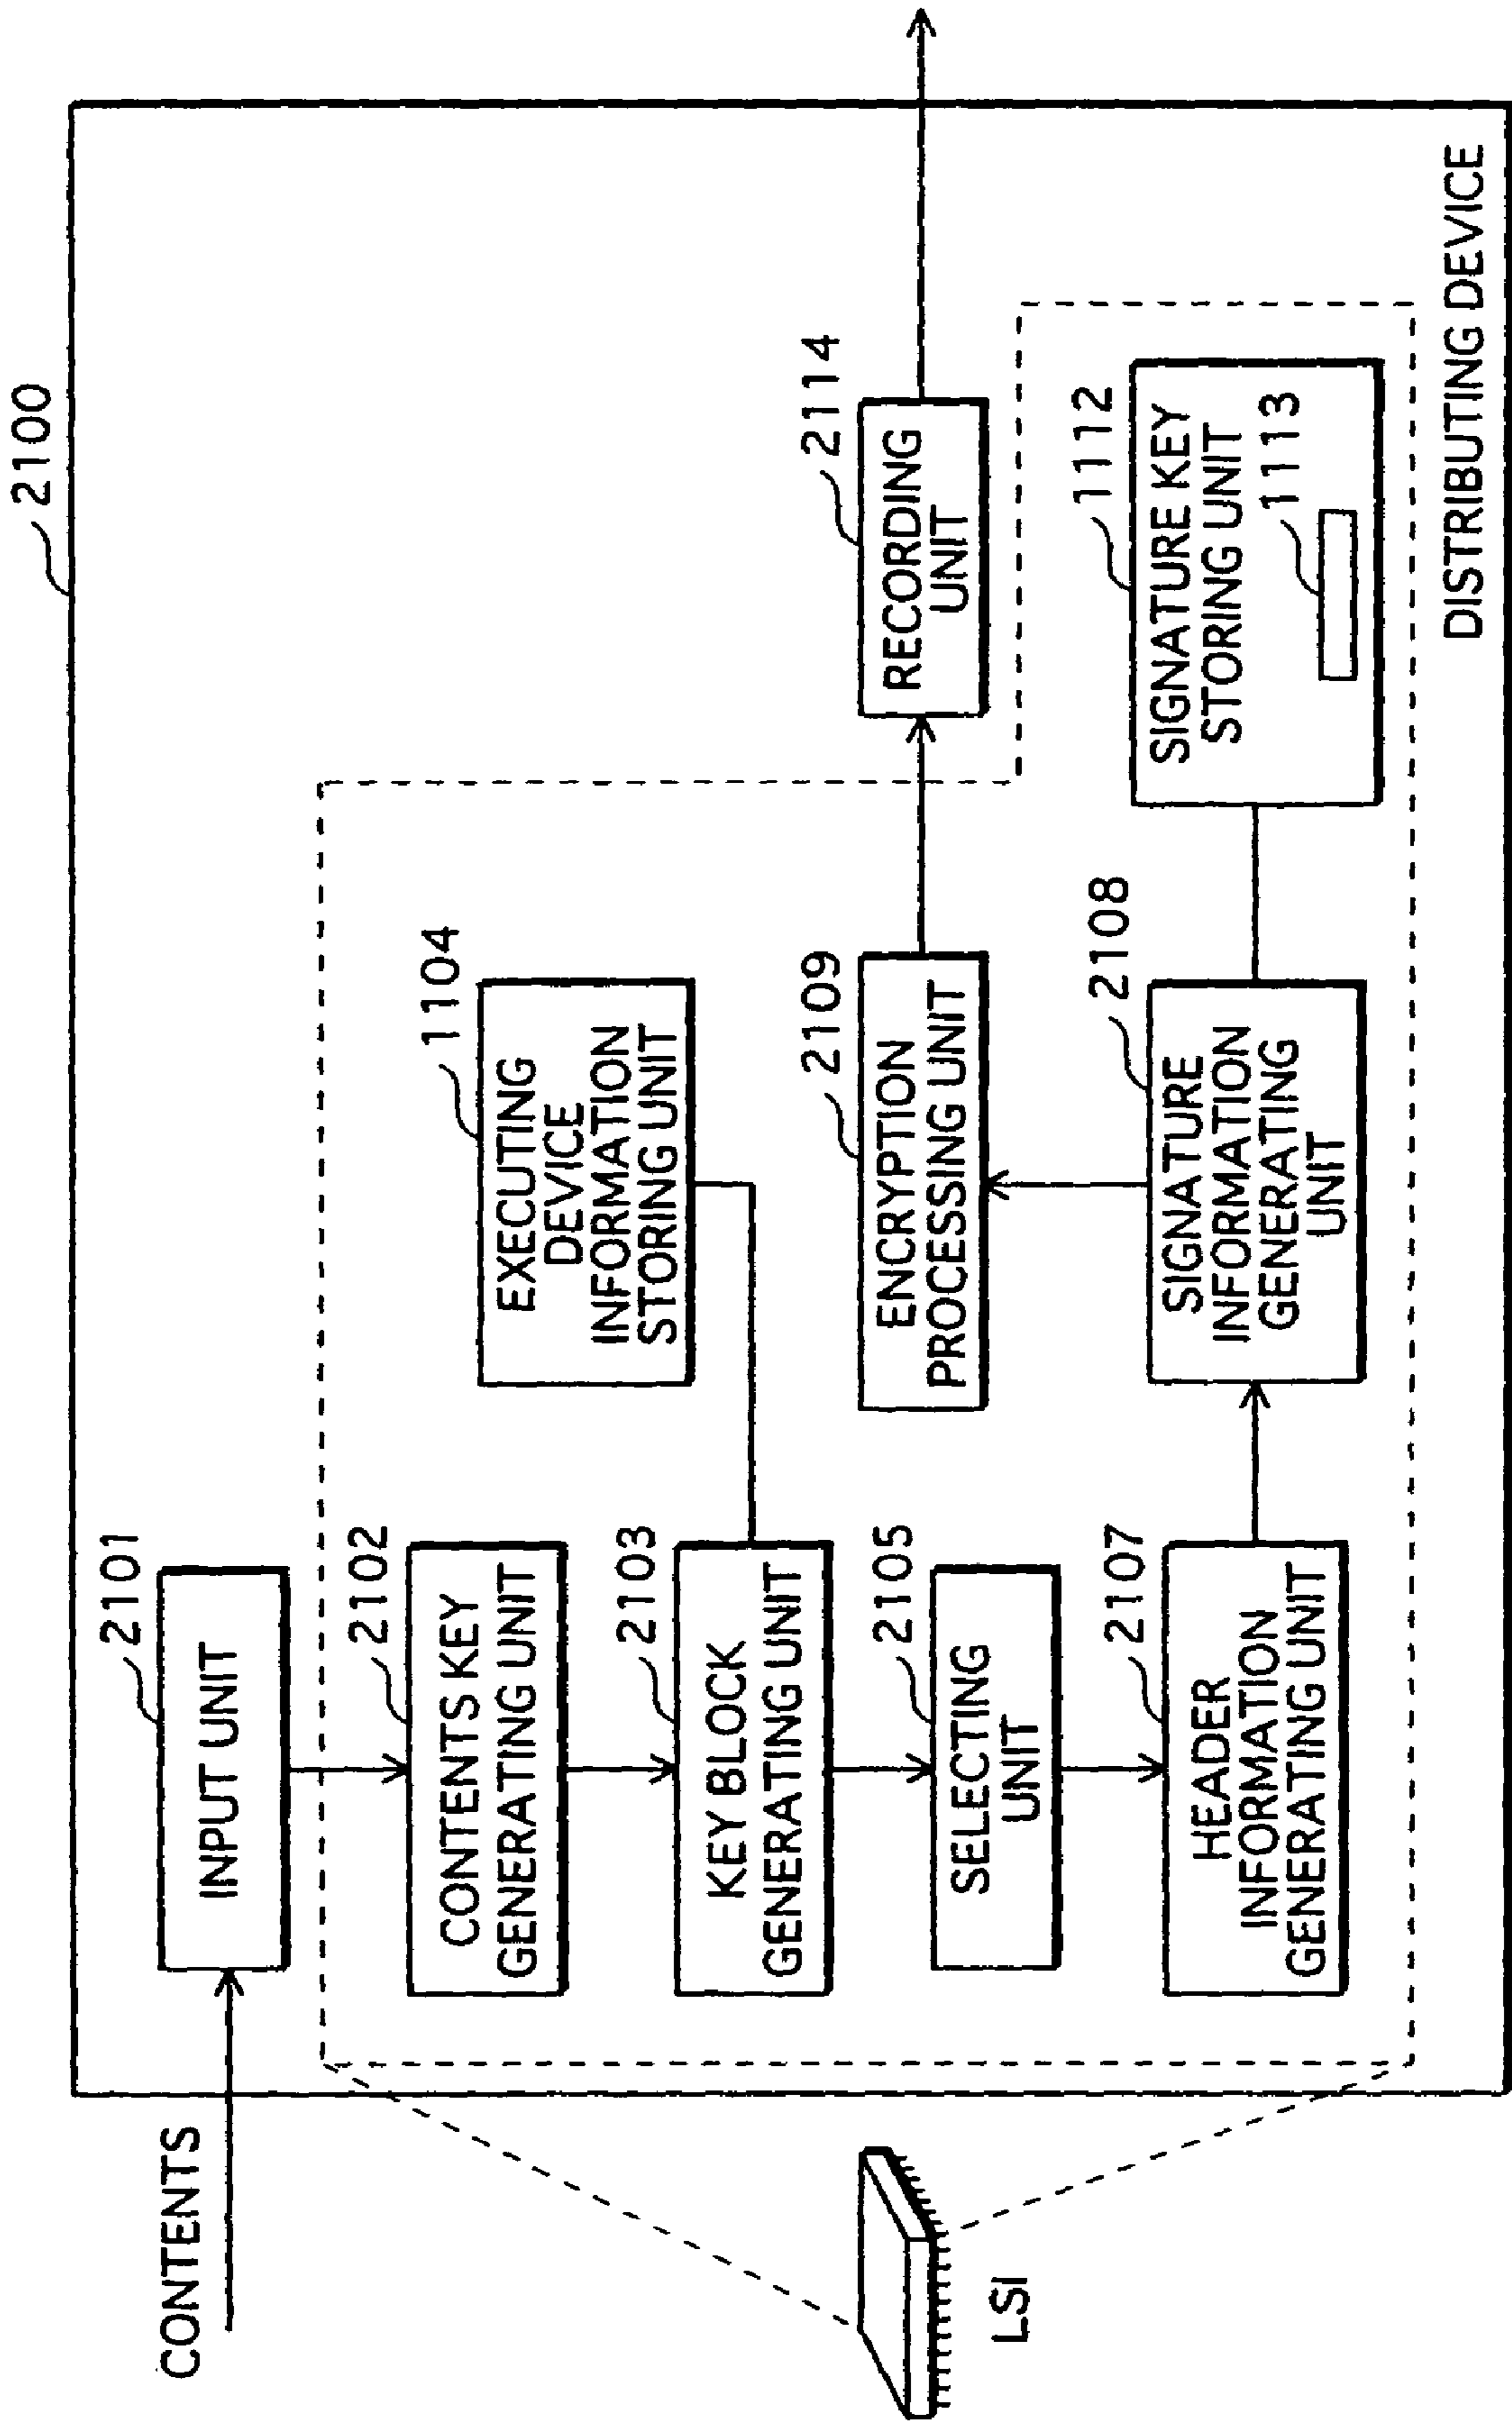 2100
CONTENTS
2101
INPUT UNIT
2102
CONTENTS KEY
GENERATING UNIT
1104
EXECUTING
DEVICE
INFORMATION
STORING UNIT
2103
KEY BLOCK
GENERATING UNIT
2105
SELECTING
UNIT
2109
ENCRYPTION
PROCESSING UNIT
2114
RECORDING
UNIT
LSI
2107
HEADER
INFORMATION
GENERATING UNIT
2108
SIGNATURE
INFORMATION
GENERATING
UNIT
1112
SIGNATURE KEY
STORING UNIT
1113
DISTRIBUTING DEVICE